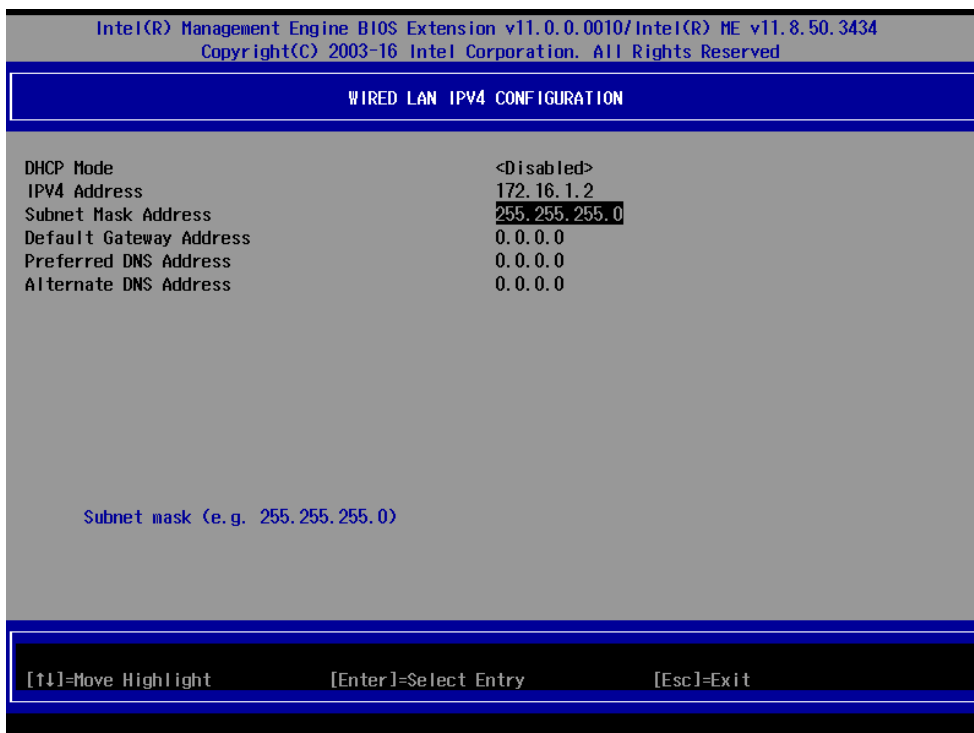 Intel(R) Management Engine BIOS Extension v11.0.0.0010/Intel(R) ME v11.8.50.3434
Copyright(C) 2003-16 Intel Corporation. All Rights Reserved
WIRED LAN IPV4 CONFIGURATION
DHCP Mode <Disabled>
IPV4 Address 172.16.1.2
Subnet Mask Address 255.255.255.0
Default Gateway Address 0.0.0.0
Preferred DNS Address 0.0.0.0
Alternate DNS Address 0.0.0.0
Subnet mask (e.g. 255.255.255.0)
[↑↓]=Move Highlight [Enter]=Select Entry [Esc]=Exit